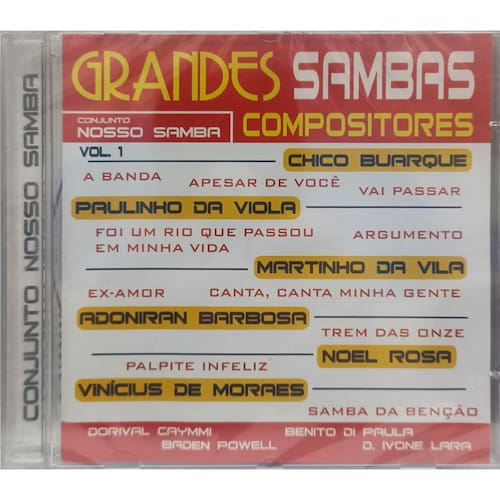 GRANDES SAMBAS
CONJUNTO
NOSSO SAMBA
COMPOSITORES
VOL. 1
CHICO BUARQUE
A BANDA
APESAR DE VOCÊ
VAI PASSAR
PAULINHO DA VIOLA
FOI UM RIO QUE PASSOU
EM MINHA VIDA
ARGUMENTO
MARTINHO DA VILA
EX-AMOR
CANTA, CANTA MINHA GENTE
ADONIRAN BARBOSA
TREM DAS ONZE
NOEL ROSA
PALPITE INFELIZ
VINÍCIUS DE MORAES
SAMBA DA BENÇÃO
DORIVAL CAYMMI
BENITO DI PAULA
BADEN POWELL
D. IVONE LARA
CONJUNTO NOSSO SAMBA